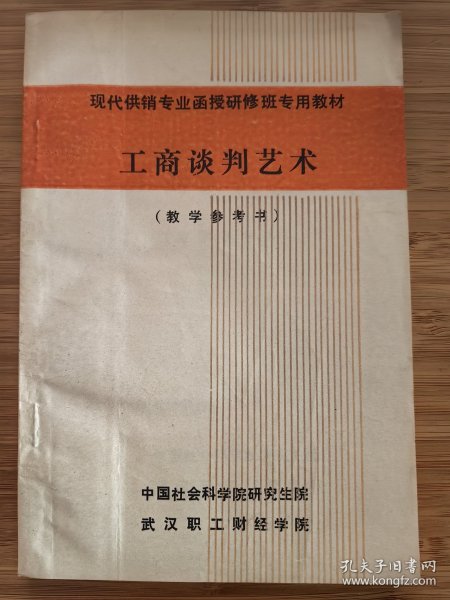 现代供销专业函授研修班专用教材
工商谈判艺术
（教学参考书）
中国社会科学院研究生院
武汉职工财经学院
孔夫子旧书网
www.kongfz.com